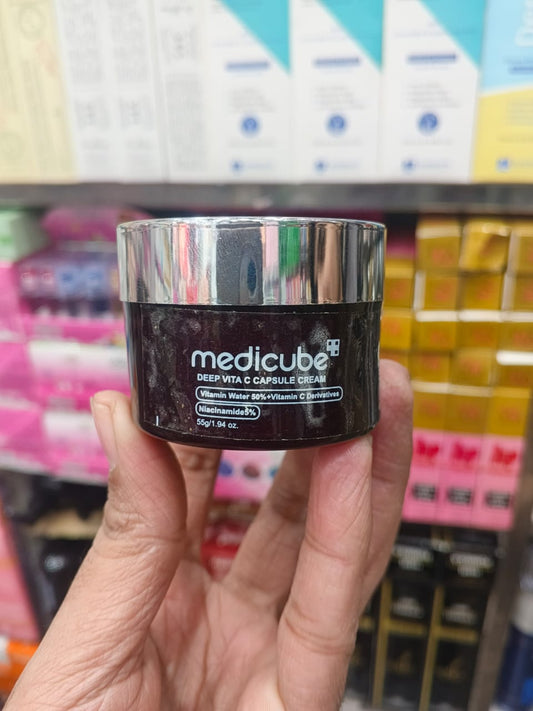 medicube
DEEP VITA C CAPSULE CREAM
Vitamin Water 50%+Vitamin C Derivatives
Niacinamide5%
55g/1.94 oz.